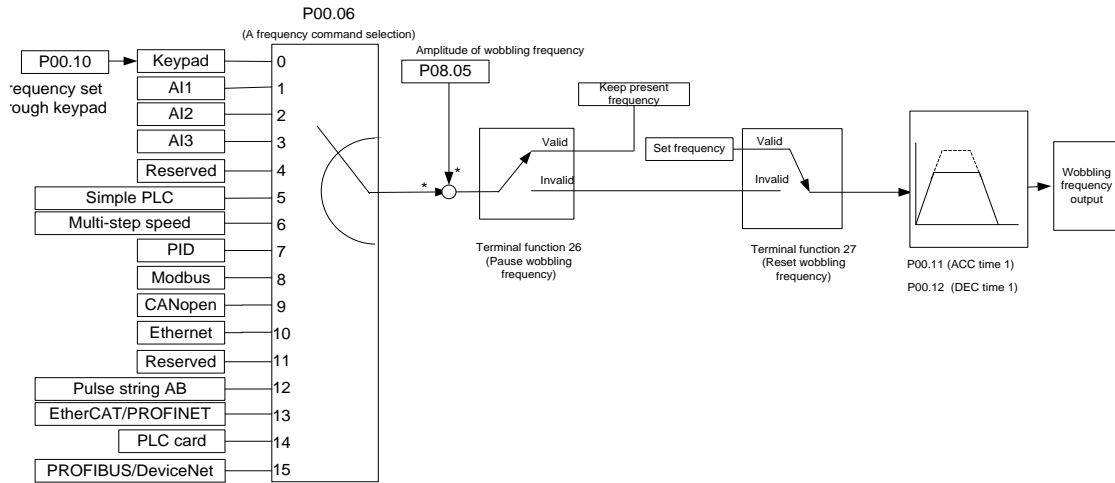 P00.06
(A frequency command selection)
P00.10
requency set
rough keypad
Keypad
0
AI1
1
AI2
2
AI3
3
Reserved
4
Simple PLC
5
Multi-step speed
6
PID
7
Modbus
8
CANopen
9
Ethernet
10
Reserved
11
Pulse string AB
12
EtherCAT/PROFINET
13
PLC card
14
PROFIBUS/DeviceNet
15
Amplitude of wobbling frequency
P08.05
*
*
Keep present
frequency
Valid
Invalid
Terminal function 26
(Pause wobbling
frequency)
Set frequency
Valid
Invalid
Terminal function 27
(Reset wobbling
frequency)
P00.11 (ACC time 1)
P00.12 (DEC time 1)
Wobbling
frequency
output